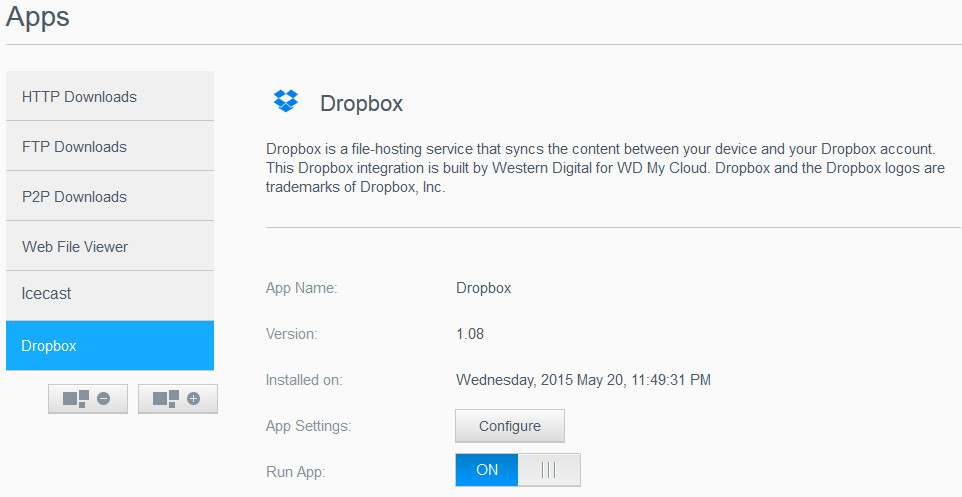 Apps
HTTP Downloads
FTP Downloads
P2P Downloads
Web File Viewer
Icecast
Dropbox
Dropbox
Dropbox is a file-hosting service that syncs the content between your device and your Dropbox account.
This Dropbox integration is built by Western Digital for WD My Cloud. Dropbox and the Dropbox logos are
trademarks of Dropbox, Inc.
App Name: Dropbox
Version: 1.08
Installed on: Wednesday, 2015 May 20, 11:49:31 PM
App Settings: Configure
Run App: ON